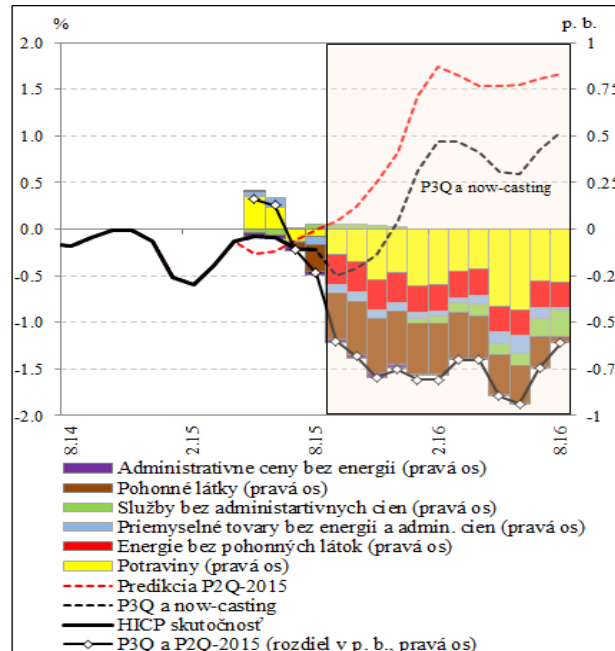 % p. b.
2.0 1
1.5 0.75
1.0 0.5
0.5 0.25
0.0 0
-0.5 -0.2
-1.0 -0.5
-1.5 -0.7
-2.0 -1
P3Q a now-casting
8.14 2.15 8.15 2.16 8.16
Administratívne ceny bez energií (pravá os)
Pohonné látky (pravá os)
Služby bez administartívnych cien (pravá os)
Priemyselné tovary bez energií a admin. cien (pravá os)
Energie bez pohonných látok (pravá os)
Potraviny (pravá os)
Predikcia P2Q-2015
P3Q a now-casting
HICP skutočnosť
P3Q a P2Q-2015 (rozdiel v p. b., pravá os)